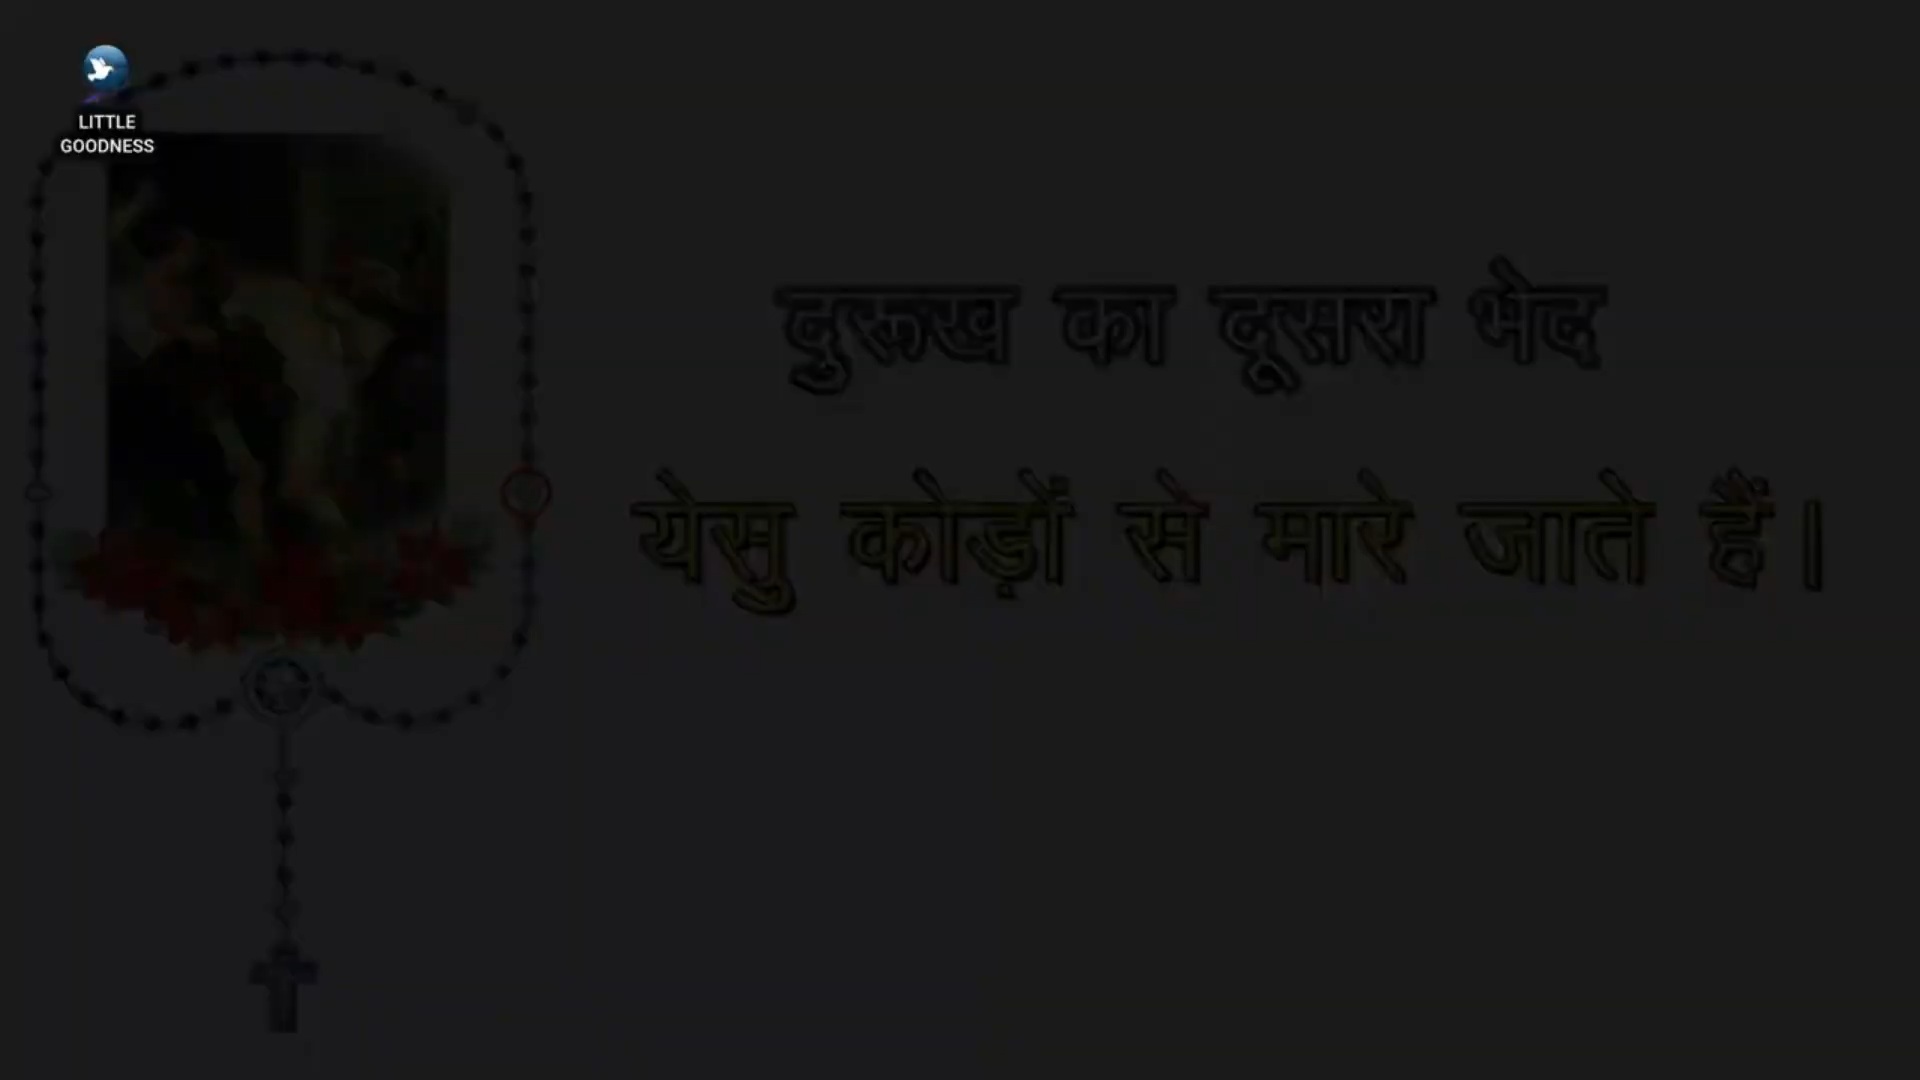 LITTLE
GOODNESS
दुरूख का दूसरा भेद
येसु कोड़ों से मारे जाते हैं।